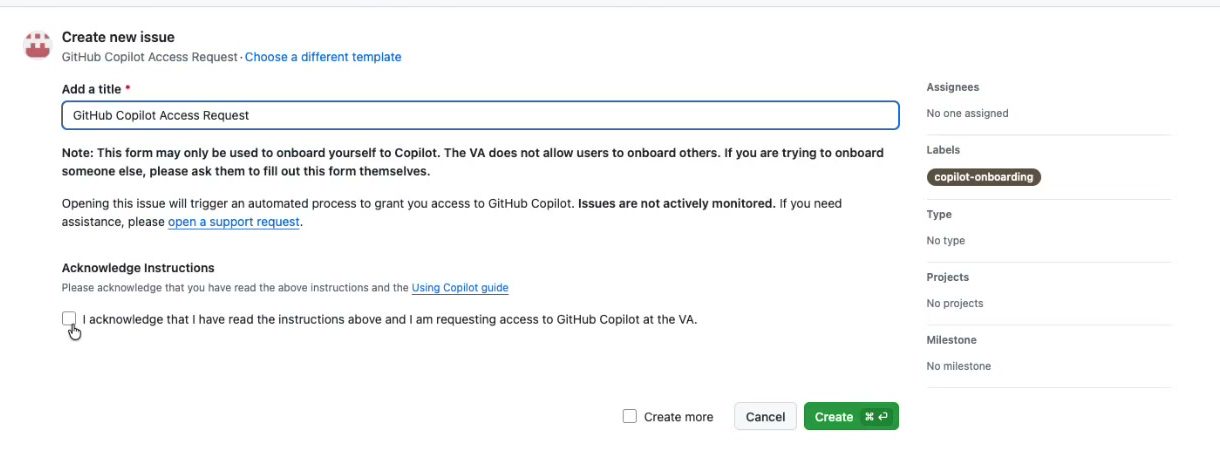 Create new issue
GitHub Copilot Access Request · Choose a different template
Add a title *
GitHub Copilot Access Request
Note: This form may only be used to onboard yourself to Copilot. The VA does not allow users to onboard others. If you are trying to onboard
someone else, please ask them to fill out this form themselves.
Opening this issue will trigger an automated process to grant you access to GitHub Copilot. Issues are not actively monitored. If you need
assistance, please open a support request.
Acknowledge Instructions
Please acknowledge that you have read the above instructions and the Using Copilot guide
I acknowledge that I have read the instructions above and I am requesting access to GitHub Copilot at the VA.
Create more
Cancel
Create ⌘ ↵
Assignees
No one assigned
Labels
copilot-onboarding
Type
No type
Projects
No projects
Milestone
No milestone